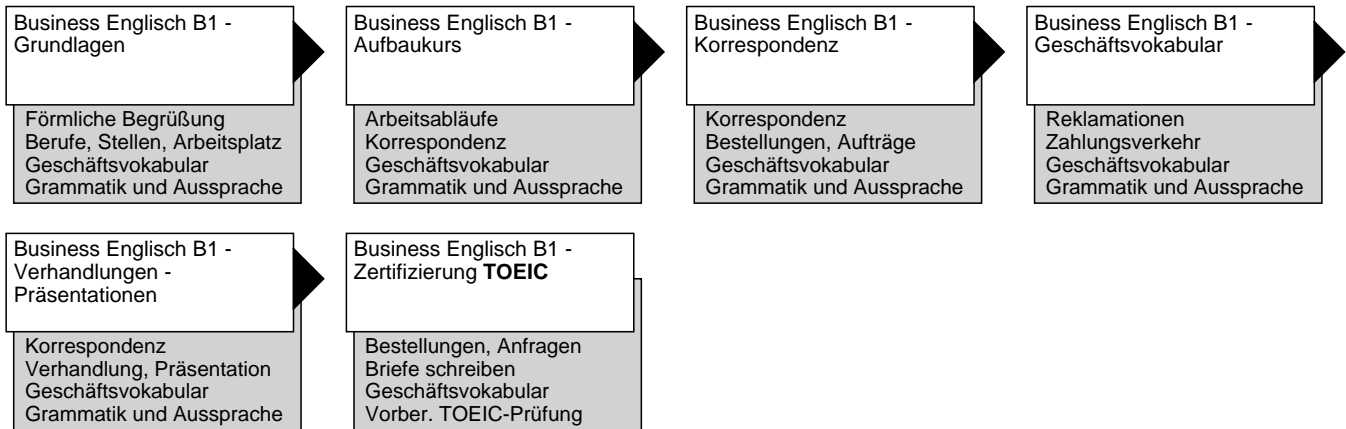 Business Englisch B1 -
Grundlagen
Förmliche Begrüßung
Berufe, Stellen, Arbeitsplatz
Geschäftsvokabular
Grammatik und Aussprache
Business Englisch B1 -
Aufbaukurs
Arbeitsabläufe
Korrespondenz
Geschäftsvokabular
Grammatik und Aussprache
Business Englisch B1 -
Korrespondenz
Korrespondenz
Bestellungen, Aufträge
Geschäftsvokabular
Grammatik und Aussprache
Business Englisch B1 -
Geschäftsvokabular
Reklamationen
Zahlungsverkehr
Geschäftsvokabular
Grammatik und Aussprache
Business Englisch B1 -
Verhandlungen -
Präsentationen
Korrespondenz
Verhandlung, Präsentation
Geschäftsvokabular
Grammatik und Aussprache
Business Englisch B1 -
Zertifizierung TOEIC
Bestellungen, Anfragen
Briefe schreiben
Geschäftsvokabular
Vorber. TOEIC-Prüfung